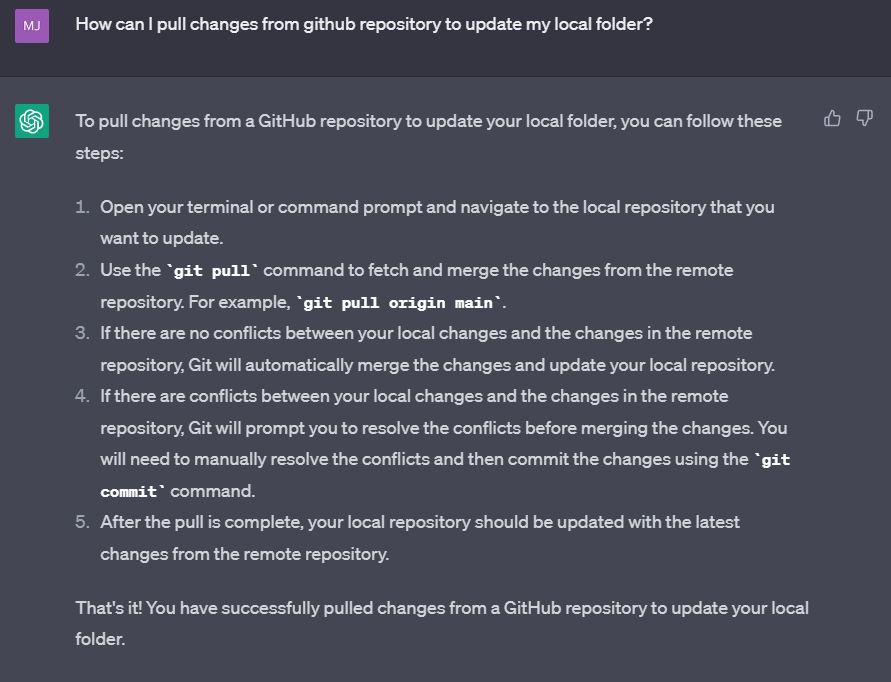 MJ
How can I pull changes from github repository to update my local folder?
To pull changes from a GitHub repository to update your local folder, you can follow these
steps:
1. Open your terminal or command prompt and navigate to the local repository that you
want to update.
2. Use the `git pull` command to fetch and merge the changes from the remote
repository. For example, `git pull origin main`.
3. If there are no conflicts between your local changes and the changes in the remote
repository, Git will automatically merge the changes and update your local repository.
4. If there are conflicts between your local changes and the changes in the remote
repository, Git will prompt you to resolve the conflicts before merging the changes. You
will need to manually resolve the conflicts and then commit the changes using the `git
commit` command.
5. After the pull is complete, your local repository should be updated with the latest
changes from the remote repository.
That's it! You have successfully pulled changes from a GitHub repository to update your local
folder.